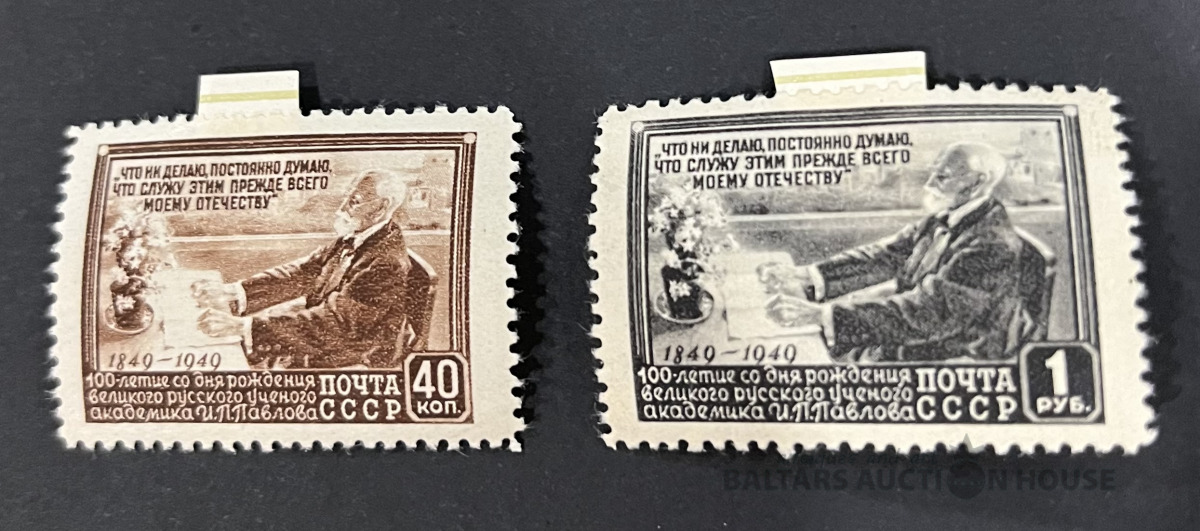 „ЧТО НИ ДЕЛАЮ, ПОСТОЯННО ДУМАЮ,
ЧТО СЛУЖУ ЭТИМ ПРЕЖДЕ ВСЕГО
МОЕМУ ОТЕЧЕСТВУ"
1849-1949
100-летие со дня рождения
великого русского ученого
академика И.П.Павлова
ПОЧТА
СССР
40
КОП.
„ЧТО НИ ДЕЛАЮ, ПОСТОЯННО ДУМАЮ,
ЧТО СЛУЖУ ЭТИМ ПРЕЖДЕ ВСЕГО
МОЕМУ ОТЕЧЕСТВУ"
1849-1949
100-летие со дня рождения
великого русского ученого
академика И.П.Павлова
ПОЧТА
СССР
1
РУБ.
BALTARS AUCTION HOUSE